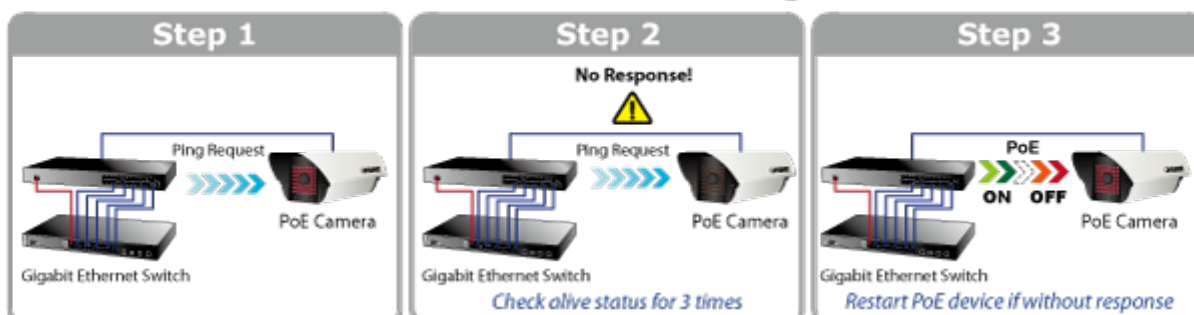 Step 1
Ping Request
PoE Camera
Gigabit Ethernet Switch
Step 2
No Response!
Ping Request
PoE Camera
Gigabit Ethernet Switch
Check alive status for 3 times
Step 3
PoE
ON OFF
PoE Camera
Gigabit Ethernet Switch
Restart PoE device if without response